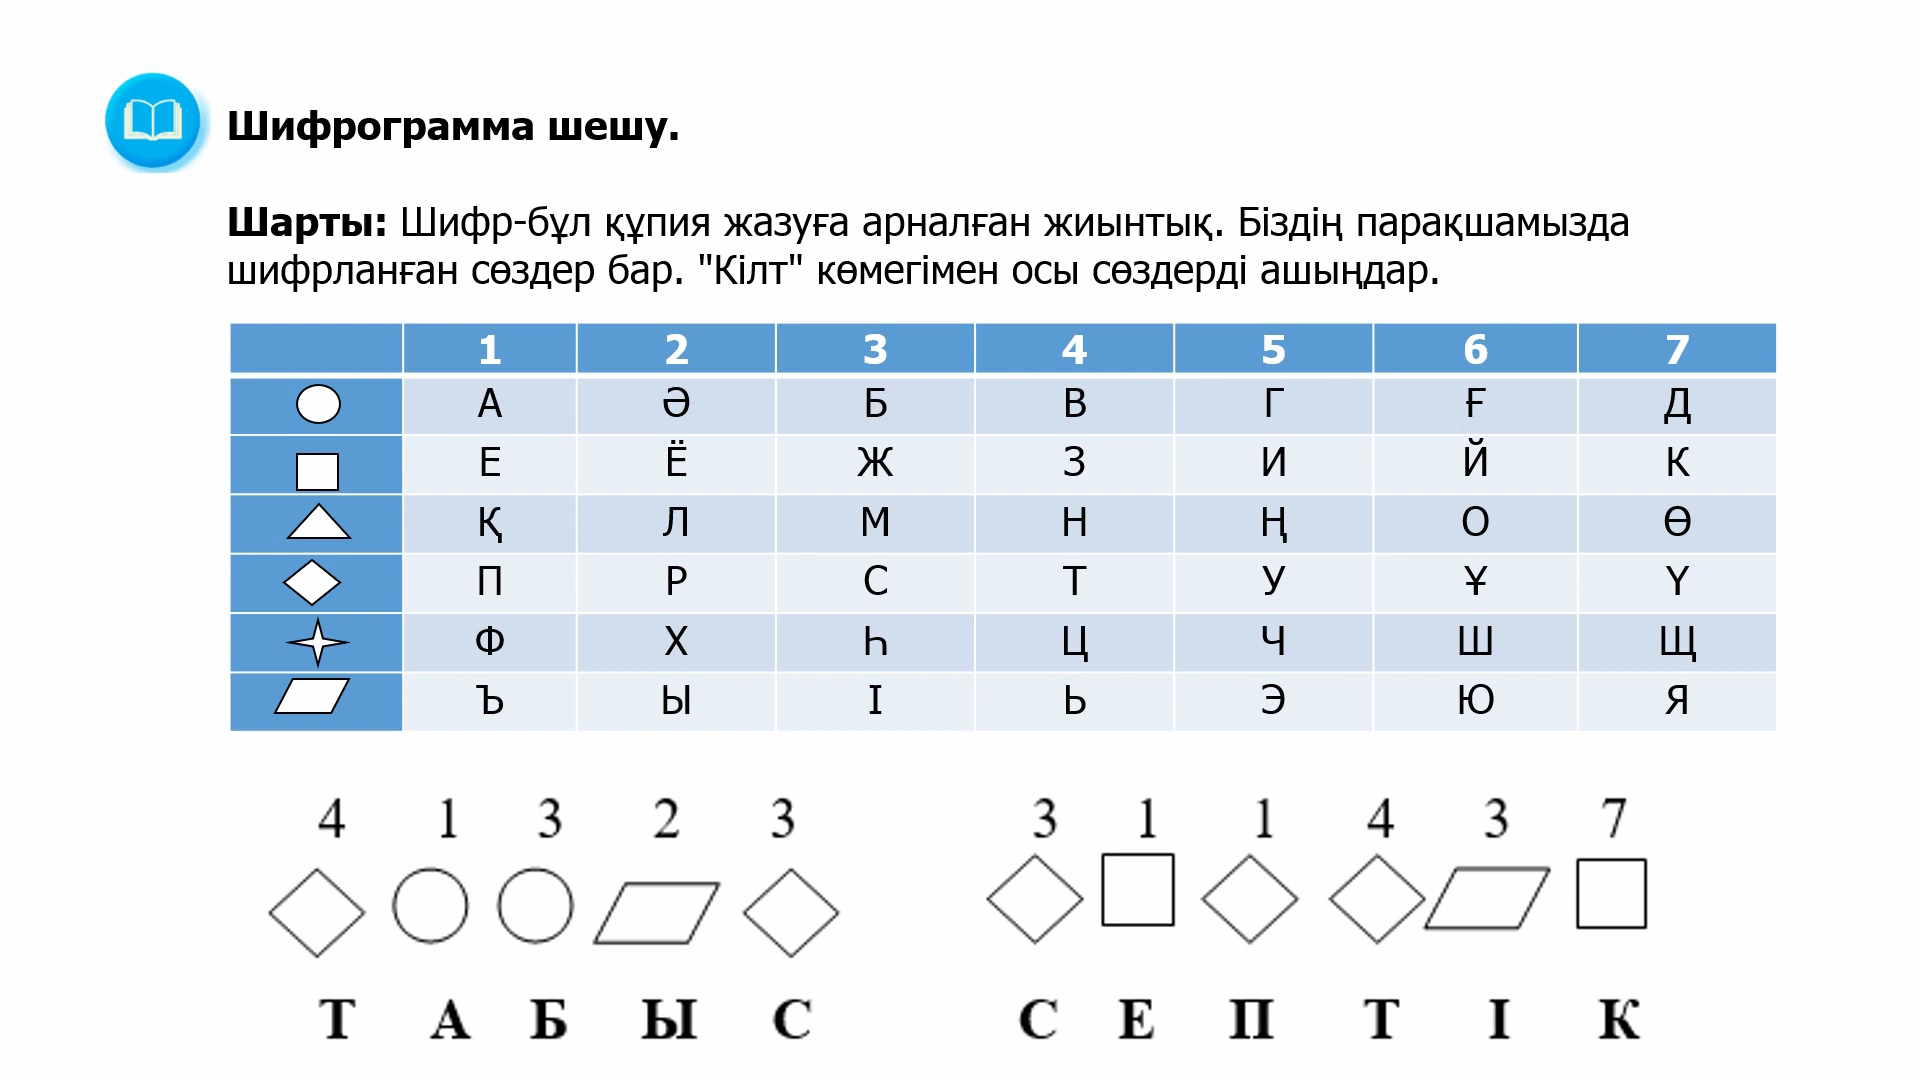 Шифрограмма шешу.
Шарты: Шифр-бұл құпия жазуға арналған жиынтық. Біздің парақшамызда
шифрланған сөздер бар. "Кілт" көмегімен осы сөздерді ашыңдар.
1 2 3 4 5 6 7
А Ә Б В Г Ғ Д
Е Ё Ж З И Й К
Қ Л М Н Ң О Ө
П Р С Т У Ұ Ү
Ф Х Һ Ц Ч Ш Щ
Ъ Ы І Ь Э Ю Я
4 1 3 2 3 3 1 1 4 3 7
Т А Б Ы С С Е П Т І К